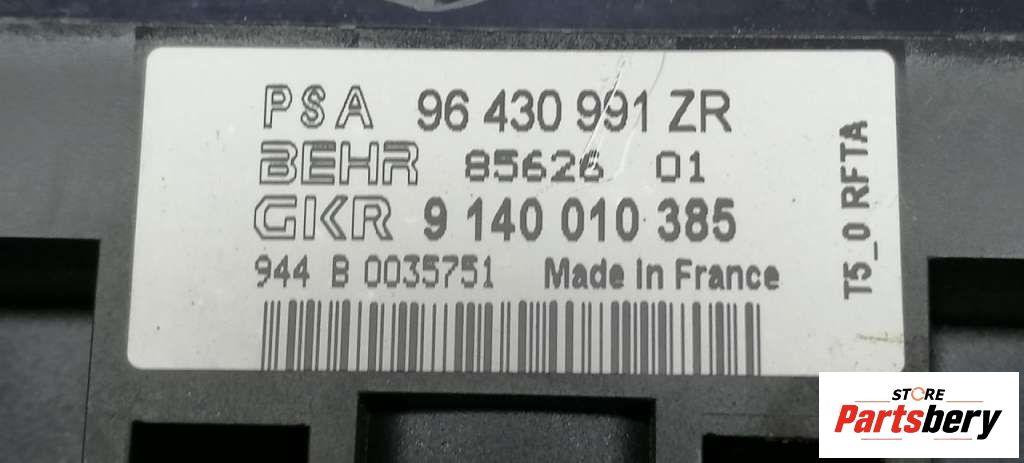 PSA 96 430 991 ZR
BEHR 85626 01
GKR 9 140 010 385
944 B 0035751 Made in France
T5_0 RFTA
STORE
Partsbery